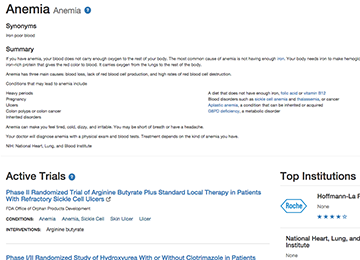 Anemia Anemia ?
Synonyms
Iron poor blood
Summary
If you have anemia, your blood does not carry enough oxygen to the rest of your body. The most common cause of anemia is not having enough iron. Your body needs iron to make
iron-rich protein that gives the red color to blood. It carries oxygen from the lungs to the rest of the body.
Anemia has three main causes: blood loss, lack of red blood cell production, and high rates of red blood cell destruction.
Conditions that may lead to anemia include
Heavy periods
Pregnancy
Ulcers
Colon polyps or colon cancer
Inherited disorders
A diet that does not have enough iron, folic acid or vitamin B12
Blood disorders such as sickle cell anemia and thalassemia, or cancer
Aplastic anemia, a condition that can be inherited or acquired
G6PD deficiency, a metabolic disorder
Anemia can make you feel tired, cold, dizzy, and irritable. You may be short of breath or have a headache.
Your doctor will diagnose anemia with a physical exam and blood tests. Treatment depends on the kind of anemia you have.
NIH: National Heart, Lung, and Blood Institute
Active Trials ?
Phase II Randomized Trial of Arginine Butyrate Plus Standard Local Therapy in Patients
With Refractory Sickle Cell Ulcers
FDA Office of Orphan Products Development
CONDITIONS: Anemia Anemia, Sickle Cell Skin Ulcer Ulcer
INTERVENTIONS: Arginine butyrate
Phase I/II Randomized Study of Hydroxyurea With or Without Clotrimazole in Patients
Top Institutions
Roche
Hoffmann-La
None
National Heart, Lung, and
Institute
None